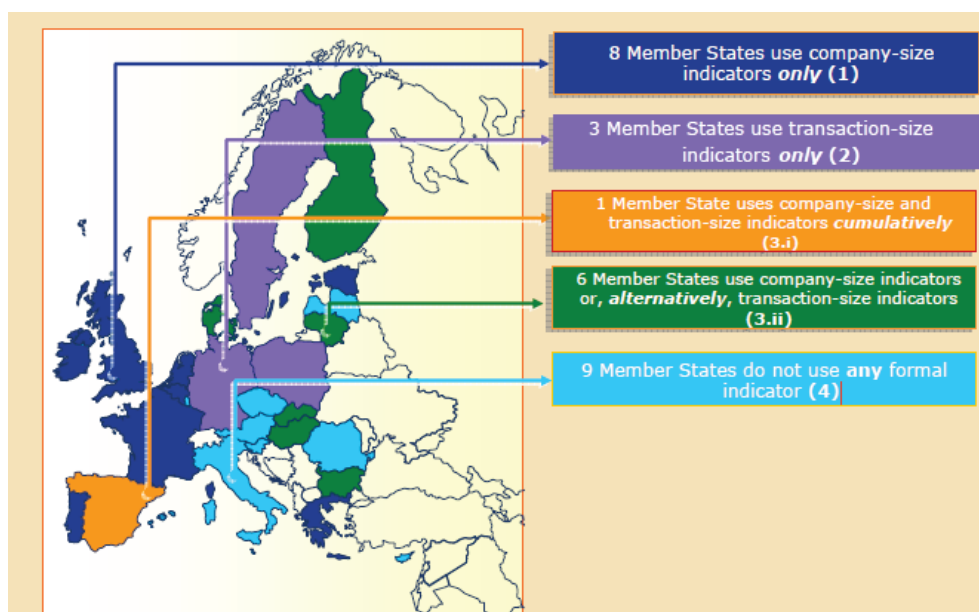 8 Member States use company-size
indicators only (1)
3 Member States use transaction-size
indicators only (2)
1 Member State uses company-size and
transaction-size indicators cumulatively
(3.i)
6 Member States use company-size indicators
or, alternatively, transaction-size indicators
(3.ii)
9 Member States do not use any formal
indicator (4)